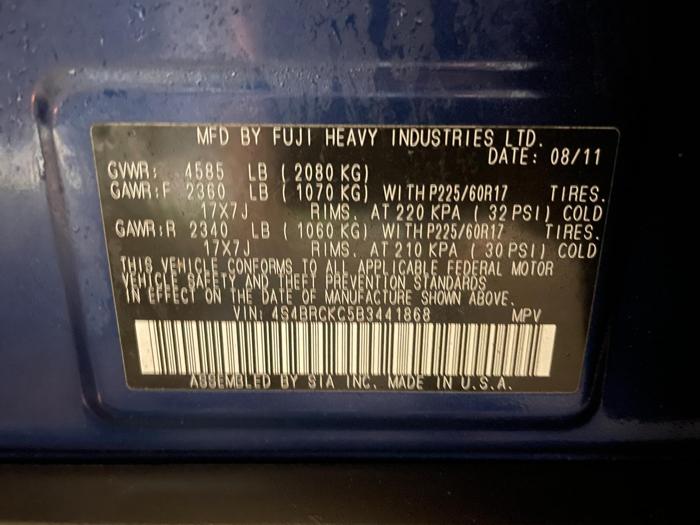 MFD BY FUJI HEAVY INDUSTRIES LTD.
DATE: 08/11
GVWR: 4585 LB (2080 KG)
GAWR:F 2360 LB (1070 KG) WITH P225/60R17 TIRES.
17X7J RIMS. AT 220 KPA (32 PSI) COLD
GAWR:R 2340 LB (1060 KG) WITH P225/60R17 TIRES.
17X7J RIMS. AT 210 KPA (30 PSI) COLD
THIS VEHICLE CONFORMS TO ALL APPLICABLE FEDERAL MOTOR
VEHICLE SAFETY AND THEFT PREVENTION STANDARDS
IN EFFECT ON THE DATE OF MANUFACTURE SHOWN ABOVE.
VIN: 4S4BRCKC5B3441868 MPV
ASSEMBLED BY SIA INC. MADE IN U.S.A.